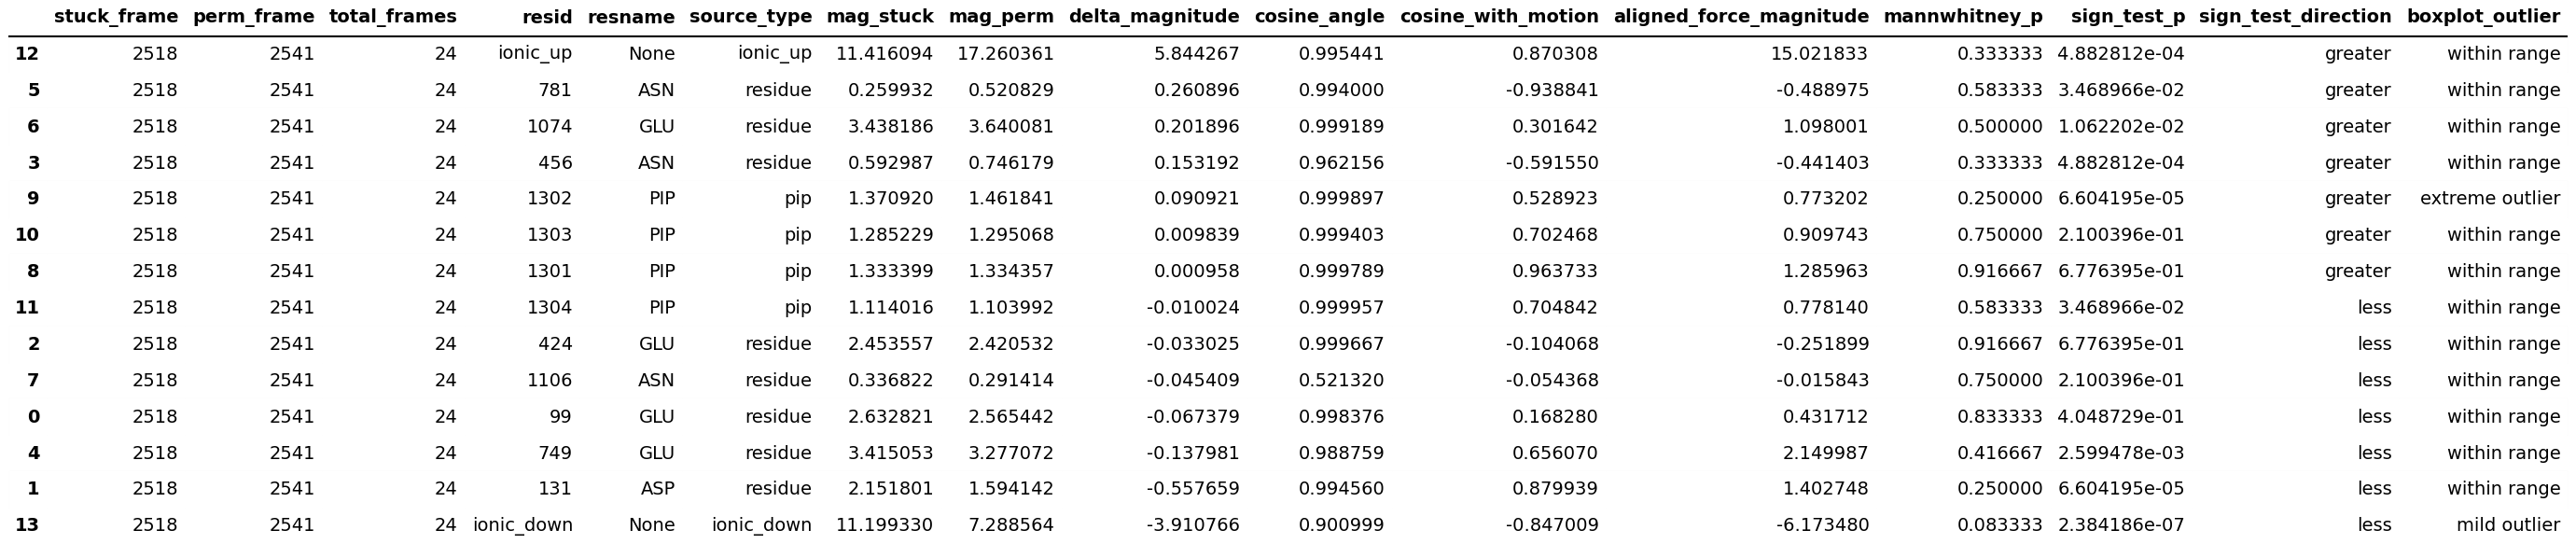 stuck_frame perm_frame total_frames resid resname source_type mag_stuck mag_perm delta_magnitude cosine_angle cosine_with_motion aligned_force_magnitude mannwhitney_p sign_test_p sign_test_direction boxplot_outlier
12 2518 2541 24 ionic_up None ionic_up 11.416094 17.260361 5.844267 0.995441 0.870308 15.021833 0.333333 4.882812e-04 greater within range
5 2518 2541 24 781 ASN residue 0.259932 0.520829 0.260896 0.994000 -0.938841 -0.488975 0.583333 3.468966e-02 greater within range
6 2518 2541 24 1074 GLU residue 3.438186 3.640081 0.201896 0.999189 0.301642 1.098001 0.500000 1.062202e-02 greater within range
3 2518 2541 24 456 ASN residue 0.592987 0.746179 0.153192 0.962156 -0.591550 -0.441403 0.333333 4.882812e-04 greater within range
9 2518 2541 24 1302 PIP pip 1.370920 1.461841 0.090921 0.999897 0.528923 0.773202 0.250000 6.604195e-05 greater extreme outlier
10 2518 2541 24 1303 PIP pip 1.285229 1.295068 0.009839 0.999403 0.702468 0.909743 0.750000 2.100396e-01 greater within range
8 2518 2541 24 1301 PIP pip 1.333399 1.334357 0.000958 0.999789 0.963733 1.285963 0.916667 6.776395e-01 greater within range
11 2518 2541 24 1304 PIP pip 1.114016 1.103992 -0.010024 0.999957 0.704842 0.778140 0.583333 3.468966e-02 less within range
2 2518 2541 24 424 GLU residue 2.453557 2.420532 -0.033025 0.999667 -0.104068 -0.251899 0.916667 6.776395e-01 less within range
7 2518 2541 24 1106 ASN residue 0.336822 0.291414 -0.045409 0.521320 -0.054368 -0.015843 0.750000 2.100396e-01 less within range
0 2518 2541 24 99 GLU residue 2.632821 2.565442 -0.067379 0.998376 0.168280 0.431712 0.833333 4.048729e-01 less within range
4 2518 2541 24 749 GLU residue 3.415053 3.277072 -0.137981 0.988759 0.656070 2.149987 0.416667 2.599478e-03 less within range
1 2518 2541 24 131 ASP residue 2.151801 1.594142 -0.557659 0.994560 0.879939 1.402748 0.250000 6.604195e-05 less within range
13 2518 2541 24 ionic_down None ionic_down 11.199330 7.288564 -3.910766 0.900999 -0.847009 -6.173480 0.083333 2.384186e-07 less mild outlier